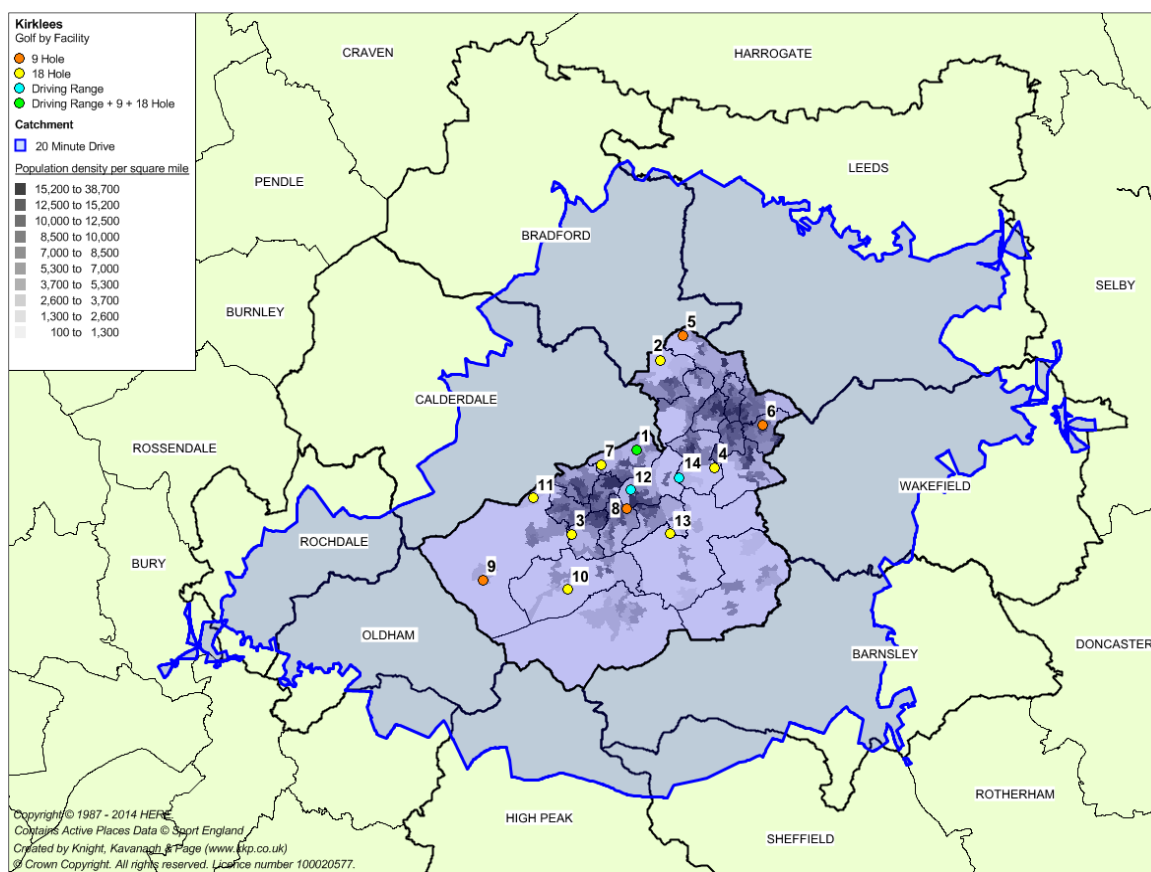 Kirklees
Golf by Facility
9 Hole
18 Hole
Driving Range
Driving Range + 9 + 18 Hole
Catchment
20 Minute Drive
Population density per square mile
15,200 to 38,700
12,500 to 15,200
10,000 to 12,500
8,500 to 10,000
7,000 to 8,500
5,300 to 7,000
3,700 to 5,300
2,600 to 3,700
1,300 to 2,600
100 to 1,300
CRAVEN
HARROGATE
PENDLE
LEEDS
BRADFORD
SELBY
BURNLEY
5
2
CALDERDALE
6
1
ROSSENDALE
7
4
14
12
11
WAKEFIELD
8
3
13
ROCHDALE
BURY
9
10
OLDHAM
DONCASTER
BARNSLEY
ROTHERHAM
HIGH PEAK
SHEFFIELD
Copyright © 1987 - 2014 HERE.
Contains Active Places Data © Sport England
Created by Knight, Kavanagh & Page (www.kkp.co.uk)
© Crown Copyright. All rights reserved. Licence number 100020577.